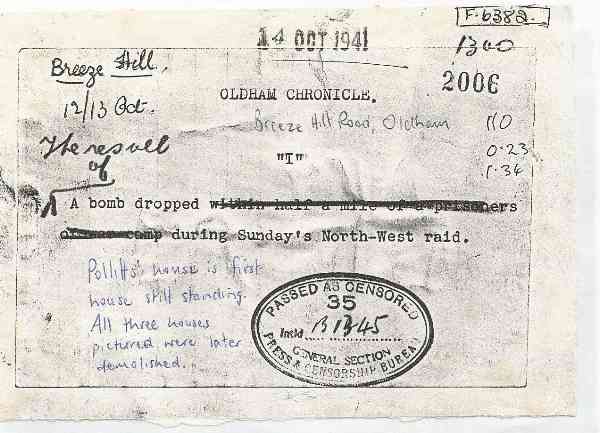 F.6382.
14 OCT 1941
1300
Breeze Hill.
2006
12/13 Oct.
OLDHAM CHRONICLE.
Breeze Hill Road, Oldham
110
The result
of
"I"
0.23
1.34
A bomb dropped within half a mile of a prisoners
of war camp during Sunday's North-West raid.
Pollitts' house is first
house still standing.
All three houses
pictured were later
demolished.
PASSED AS CENSORED
35
GENERAL SECTION
PRESS & CENSORSHIP BUREAU